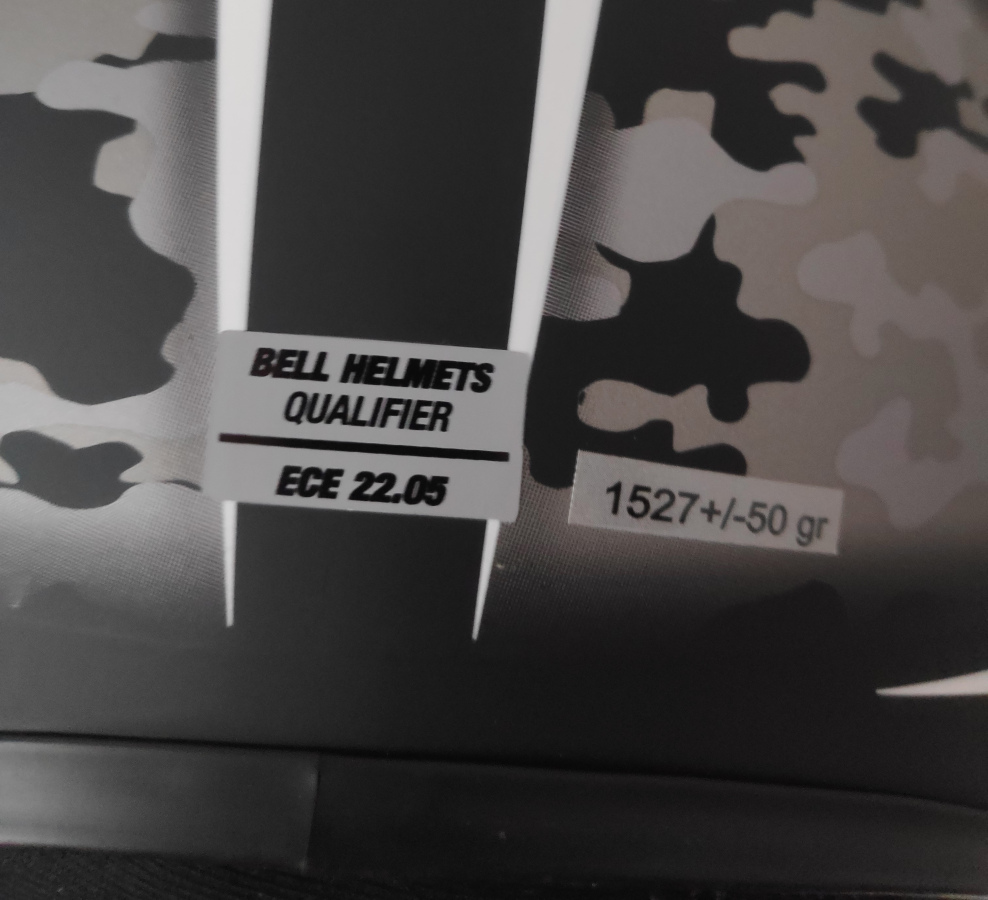 BELL HELMETS
QUALIFIER
ECE 22.05
1527+/-50 gr